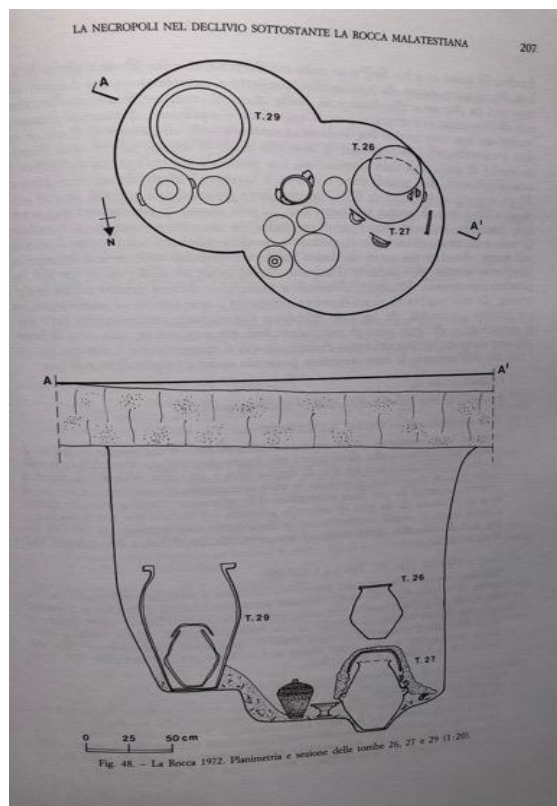 LA NECROPOLI NEL DECLIVIO SOTTOSTANTE LA ROCCA MALATESTIANA 207
A
T.29
T.26
T.27
N
A'
A A'
T.26
T.29
T.27
0 25 50 cm
Fig. 48. – La Rocca 1972. Planimetria e sezione delle tombe 26, 27 e 29 (1:20).